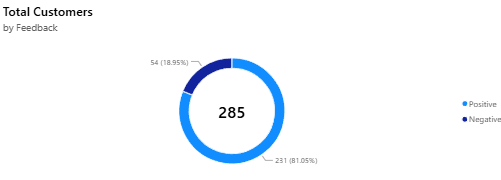 Total Customers
by Feedback
54 (18.95%)
285
Positive
Negative
231 (81.05%)